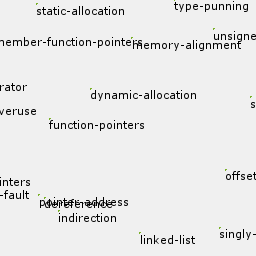 type-punning
static-allocation
unsigne
member-function-pointers
memory-alignment
rator
dynamic-allocation
s
veruse
function-pointers
offset
inters
-fault
pointer-address
dereference
indirection
singly-
linked-list